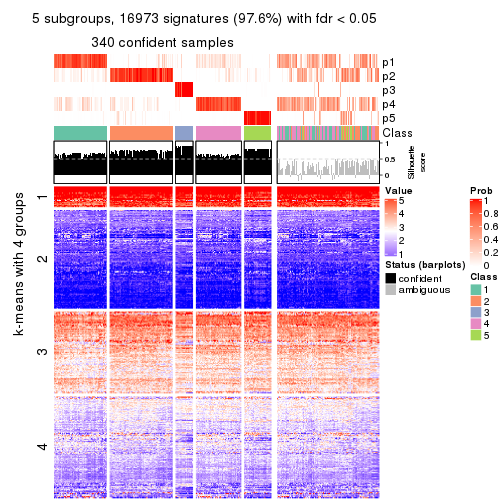 5 subgroups, 16973 signatures (97.6%) with fdr < 0.05
340 confident samples
p1
p2
p3
p4
p5
Class
1
0.5
0
Silhouette
score
k-means with 4 groups
1
2
3
4
Value
5
4
3
2
1
Status (barplots)
confident
ambiguous
Prob
1
0.8
0.6
0.4
0.2
0
Class
1
2
3
4
5